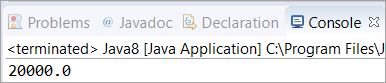 Problems @ Javadoc Declaration Console
<terminated> Java8 [Java Application] C:\Program Files\J
20000.0